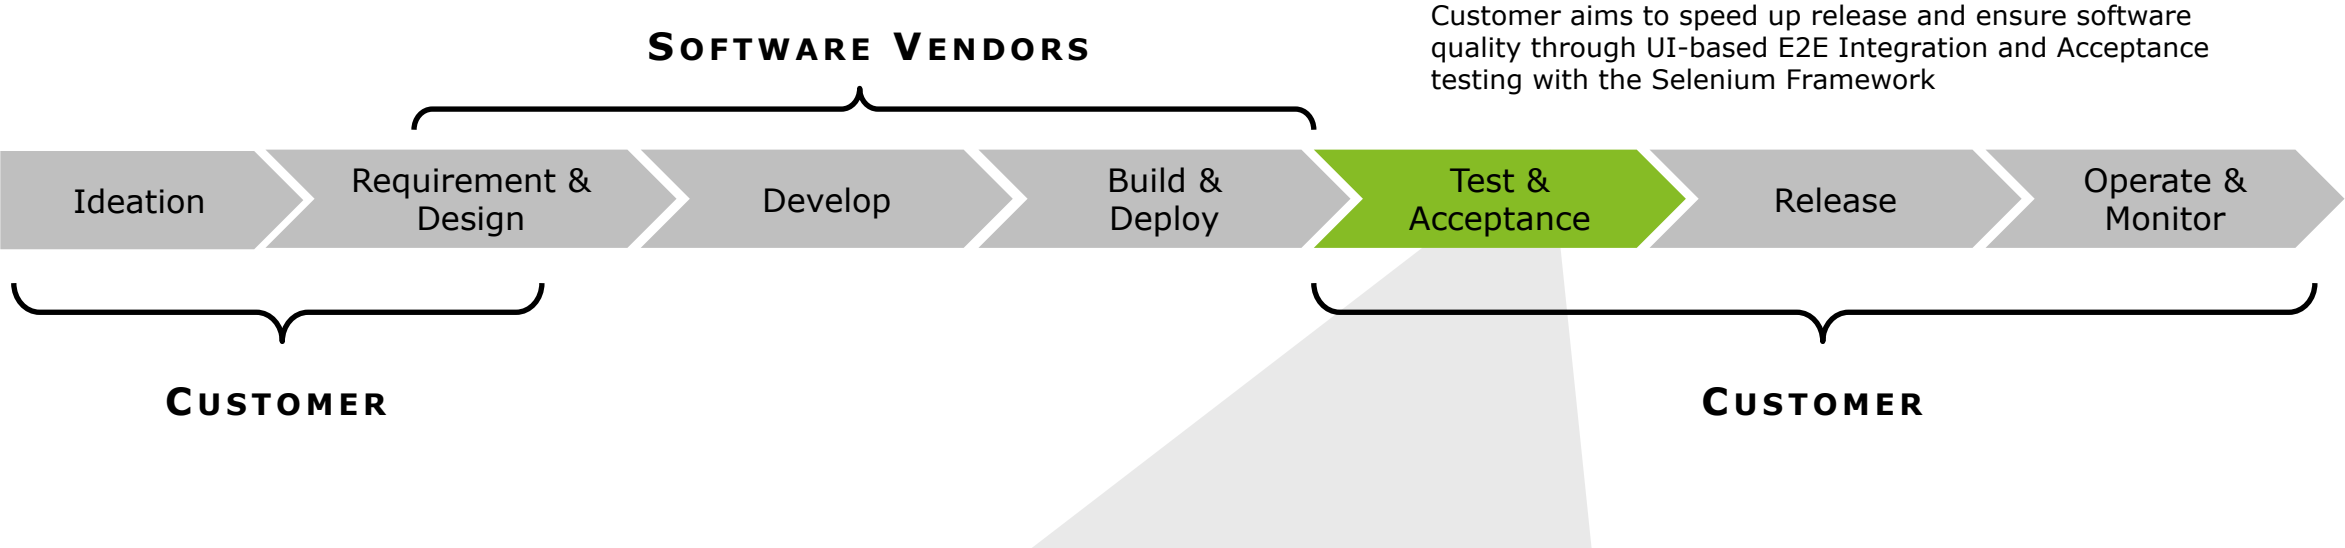 Customer aims to speed up release and ensure software
quality through UI-based E2E Integration and Acceptance
testing with the Selenium Framework
SOFTWARE VENDORS
Ideation
Requirement &
Design
Develop
Build &
Deploy
Test &
Acceptance
Release
Operate &
Monitor
CUSTOMER
CUSTOMER